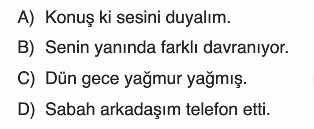 A) Konuş ki sesini duyalım.
B) Senin yanında farklı davranıyor.
C) Dün gece yağmur yağmış.
D) Sabah arkadaşım telefon etti.